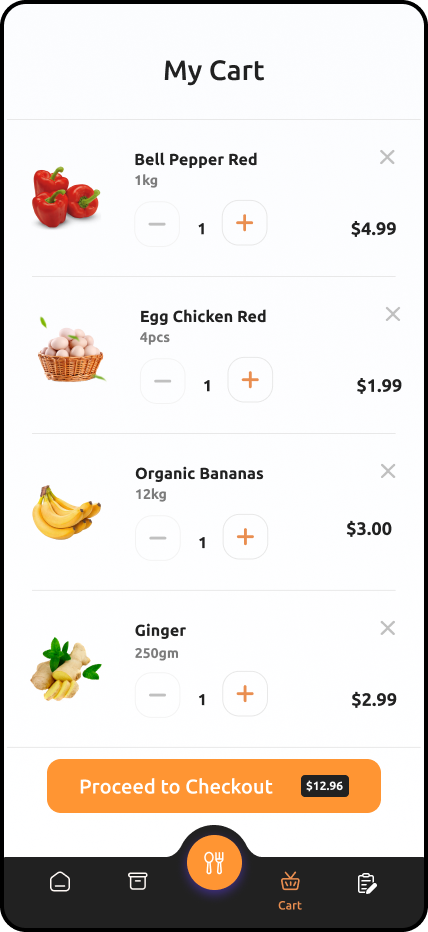 My Cart
Bell Pepper Red
1kg
1
$4.99
Egg Chicken Red
4pcs
1
$1.99
Organic Bananas
12kg
1
$3.00
Ginger
250gm
1
$2.99
Proceed to Checkout $12.96
Cart